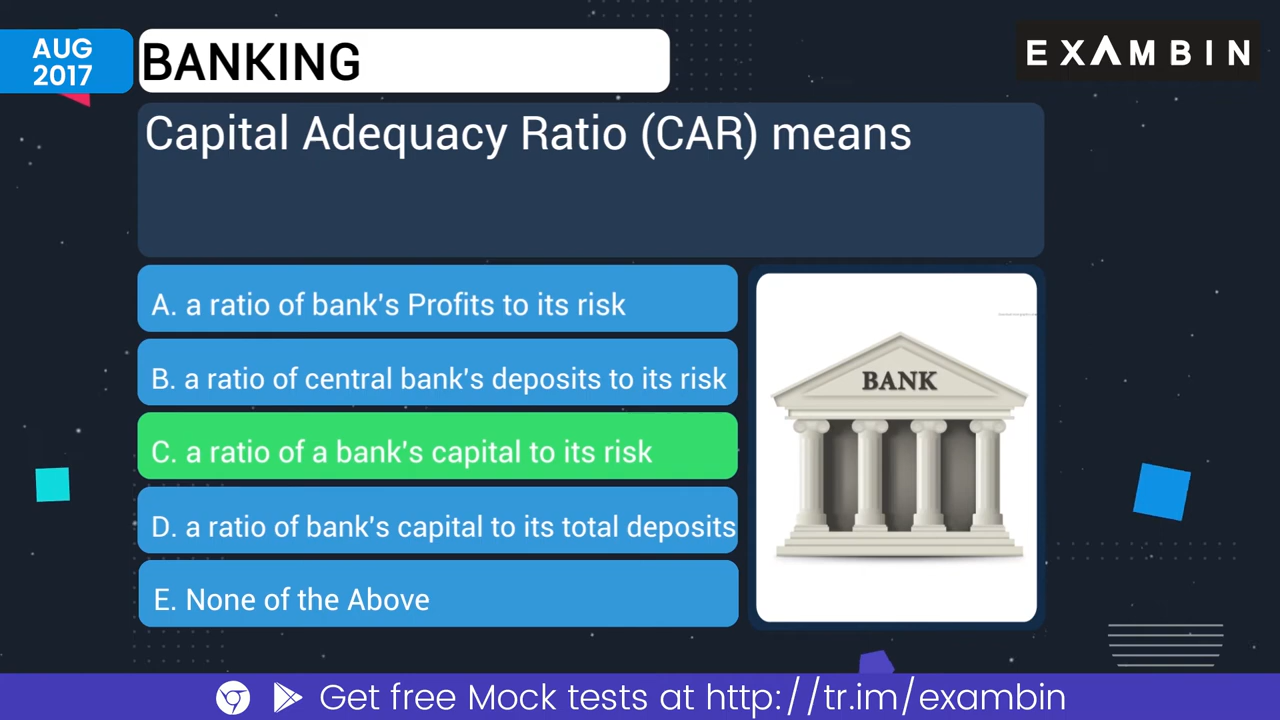 AUG
2017
BANKING
EXAMBIN
Capital Adequacy Ratio (CAR) means
A. a ratio of bank's Profits to its risk
B. a ratio of central bank's deposits to its risk
C. a ratio of a bank's capital to its risk
D. a ratio of bank's capital to its total deposits
E. None of the Above
BANK
Get free Mock tests at http://tr.im/exambin